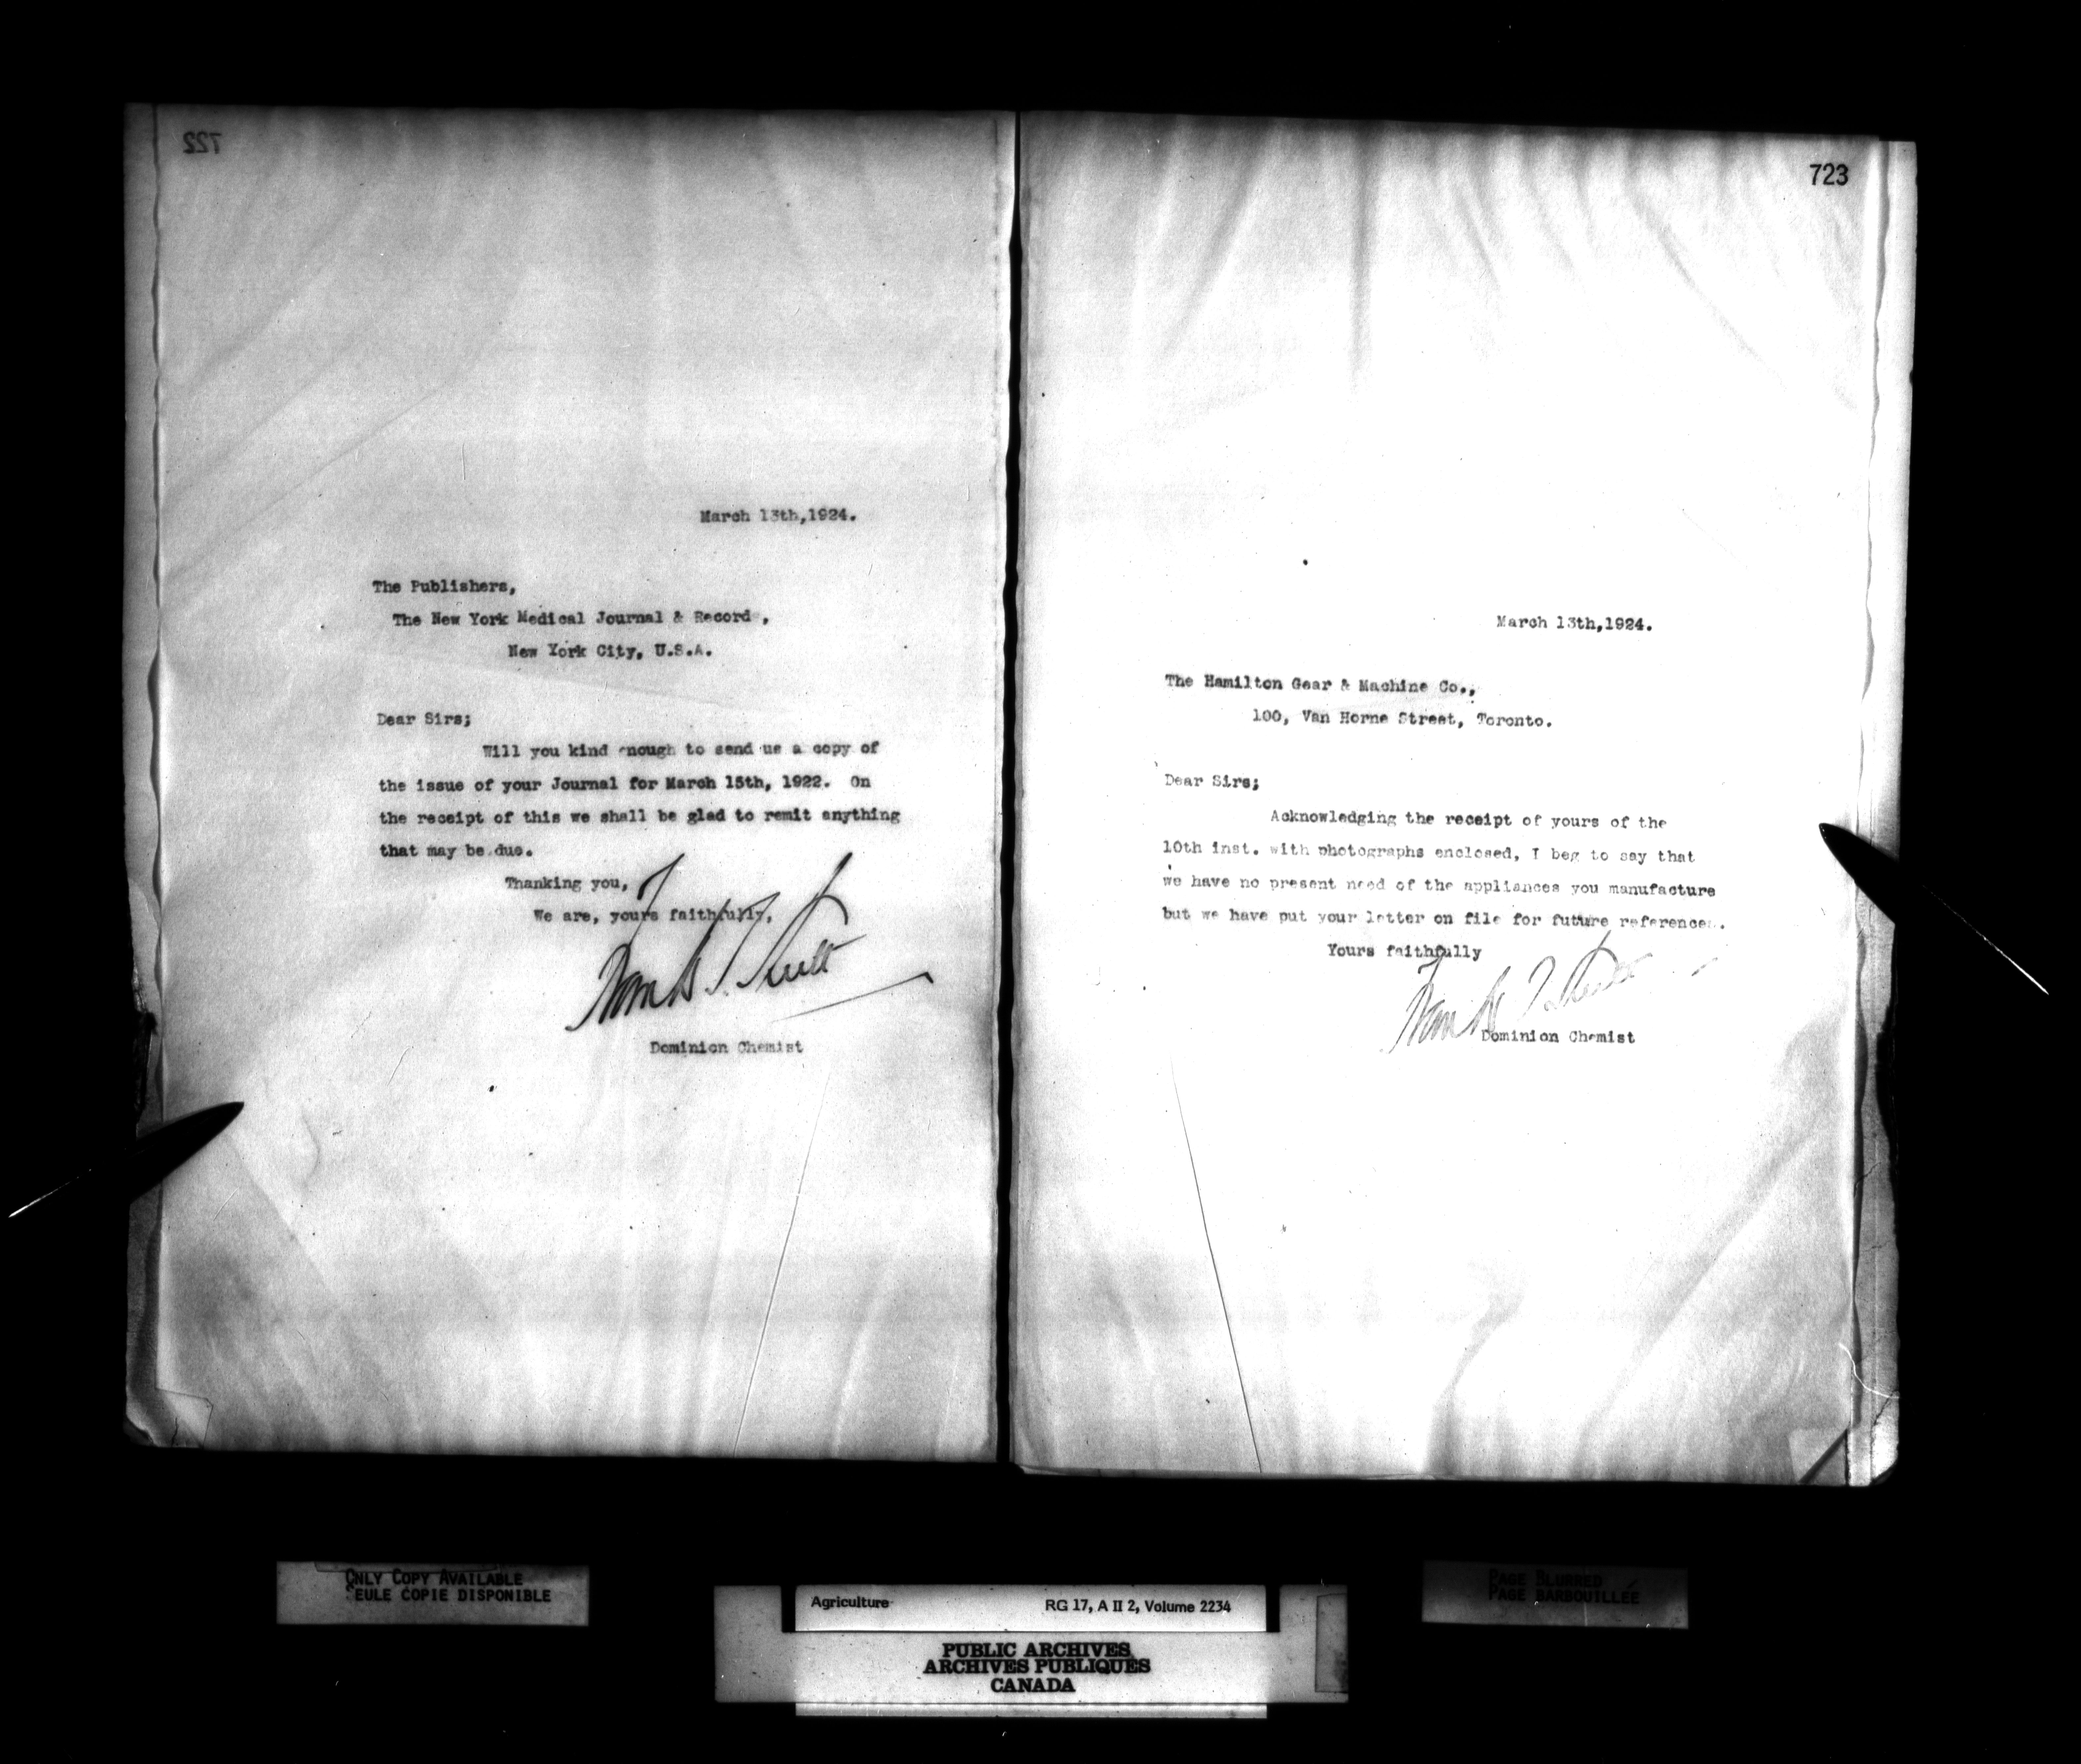 722
March 13th,1924.
The Publishers,
The New York Medical Journal & Record,
New York City, U.S.A.
Dear Sirs;
Will you kind enough to send us a copy of
the issue of your Journal for March 15th, 1922. On
the receipt of this we shall be glad to remit anything
that may be due.
Thanking you,
We are, yours faithfully,
Frank T. Shutt
Dominion Chemist
723
March 13th,1924.
The Hamilton Gear & Machine Co.,
100, Van Horne Street, Toronto.
Dear Sirs;
Acknowledging the receipt of yours of the
10th inst. with photographs enclosed, I beg to say that
we have no present need of the appliances you manufacture
but we have put your letter on file for future reference.
Yours faithfully
Frank T. Shutt
Dominion Chemist
ONLY COPY AVAILABLE
SEULE COPIE DISPONIBLE
Agriculture RG 17, A II 2, Volume 2234
PUBLIC ARCHIVES
ARCHIVES PUBLIQUES
CANADA
PAGE BLURRED
PAGE BARBOUILLÉE